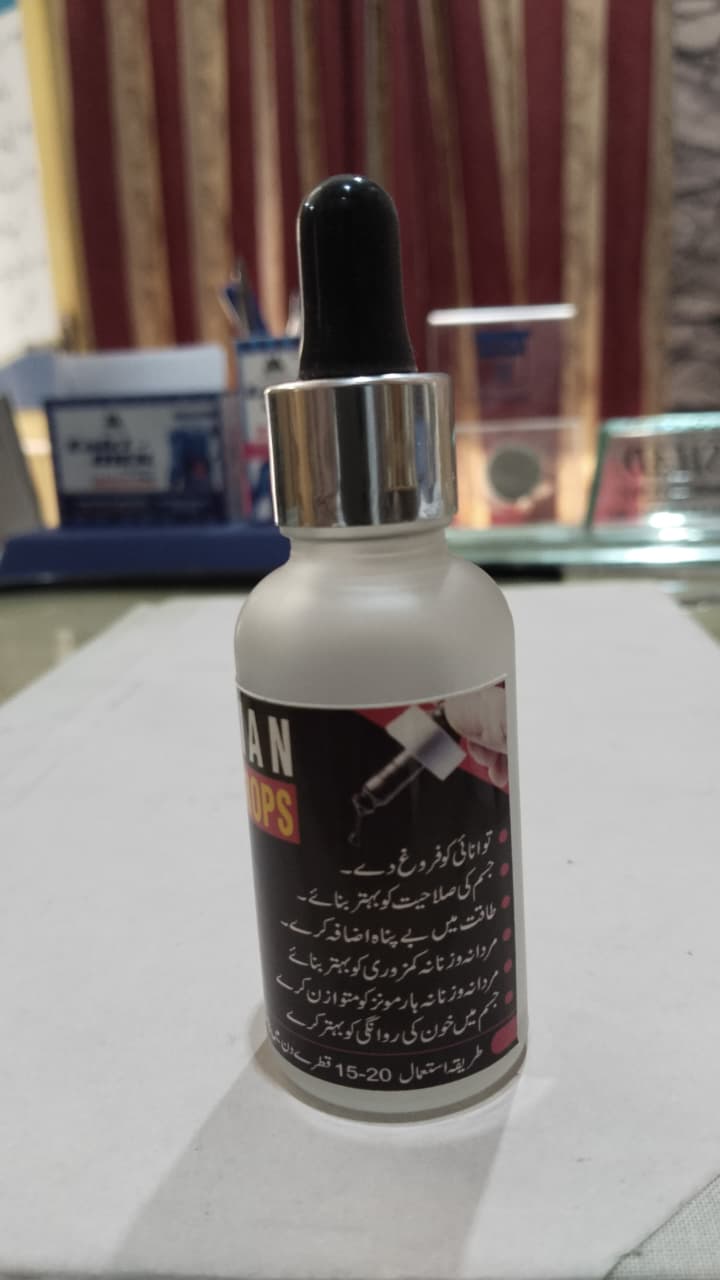 AN
OPS
توانائی کو فروغ دے۔
جسم کی صلاحیت کو بہتر بنائے۔
طاقت میں بے پناہ اضافہ کرے۔
مردانہ وزنانہ کمزوری کو بہتر بنائے
مردانہ وزنانہ ہارمونز کو متوازن کرے
جسم میں خون کی روانگی کو بہتر کرے
طریقہ استعمال 20-15 قطرے دن میں